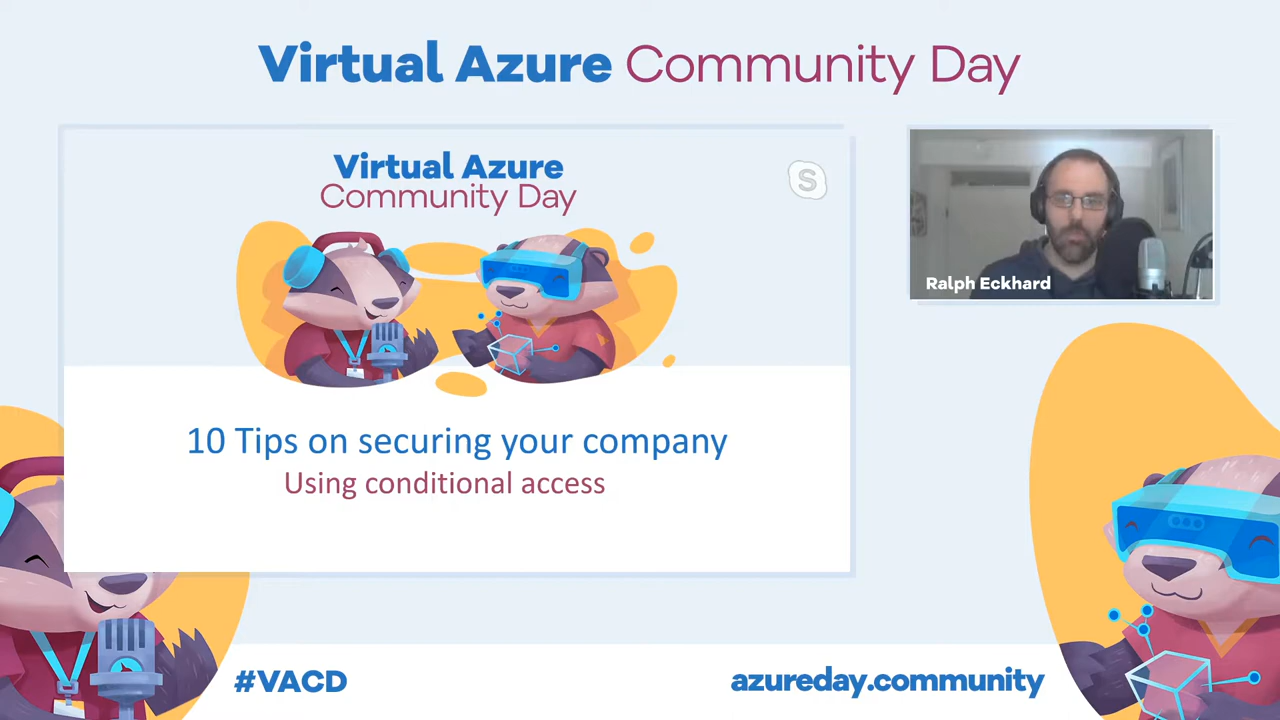 Virtual Azure Community Day
Virtual Azure
Community Day
S
Ralph Eckhard
10 Tips on securing your company
Using conditional access
#VACD
azureday.community